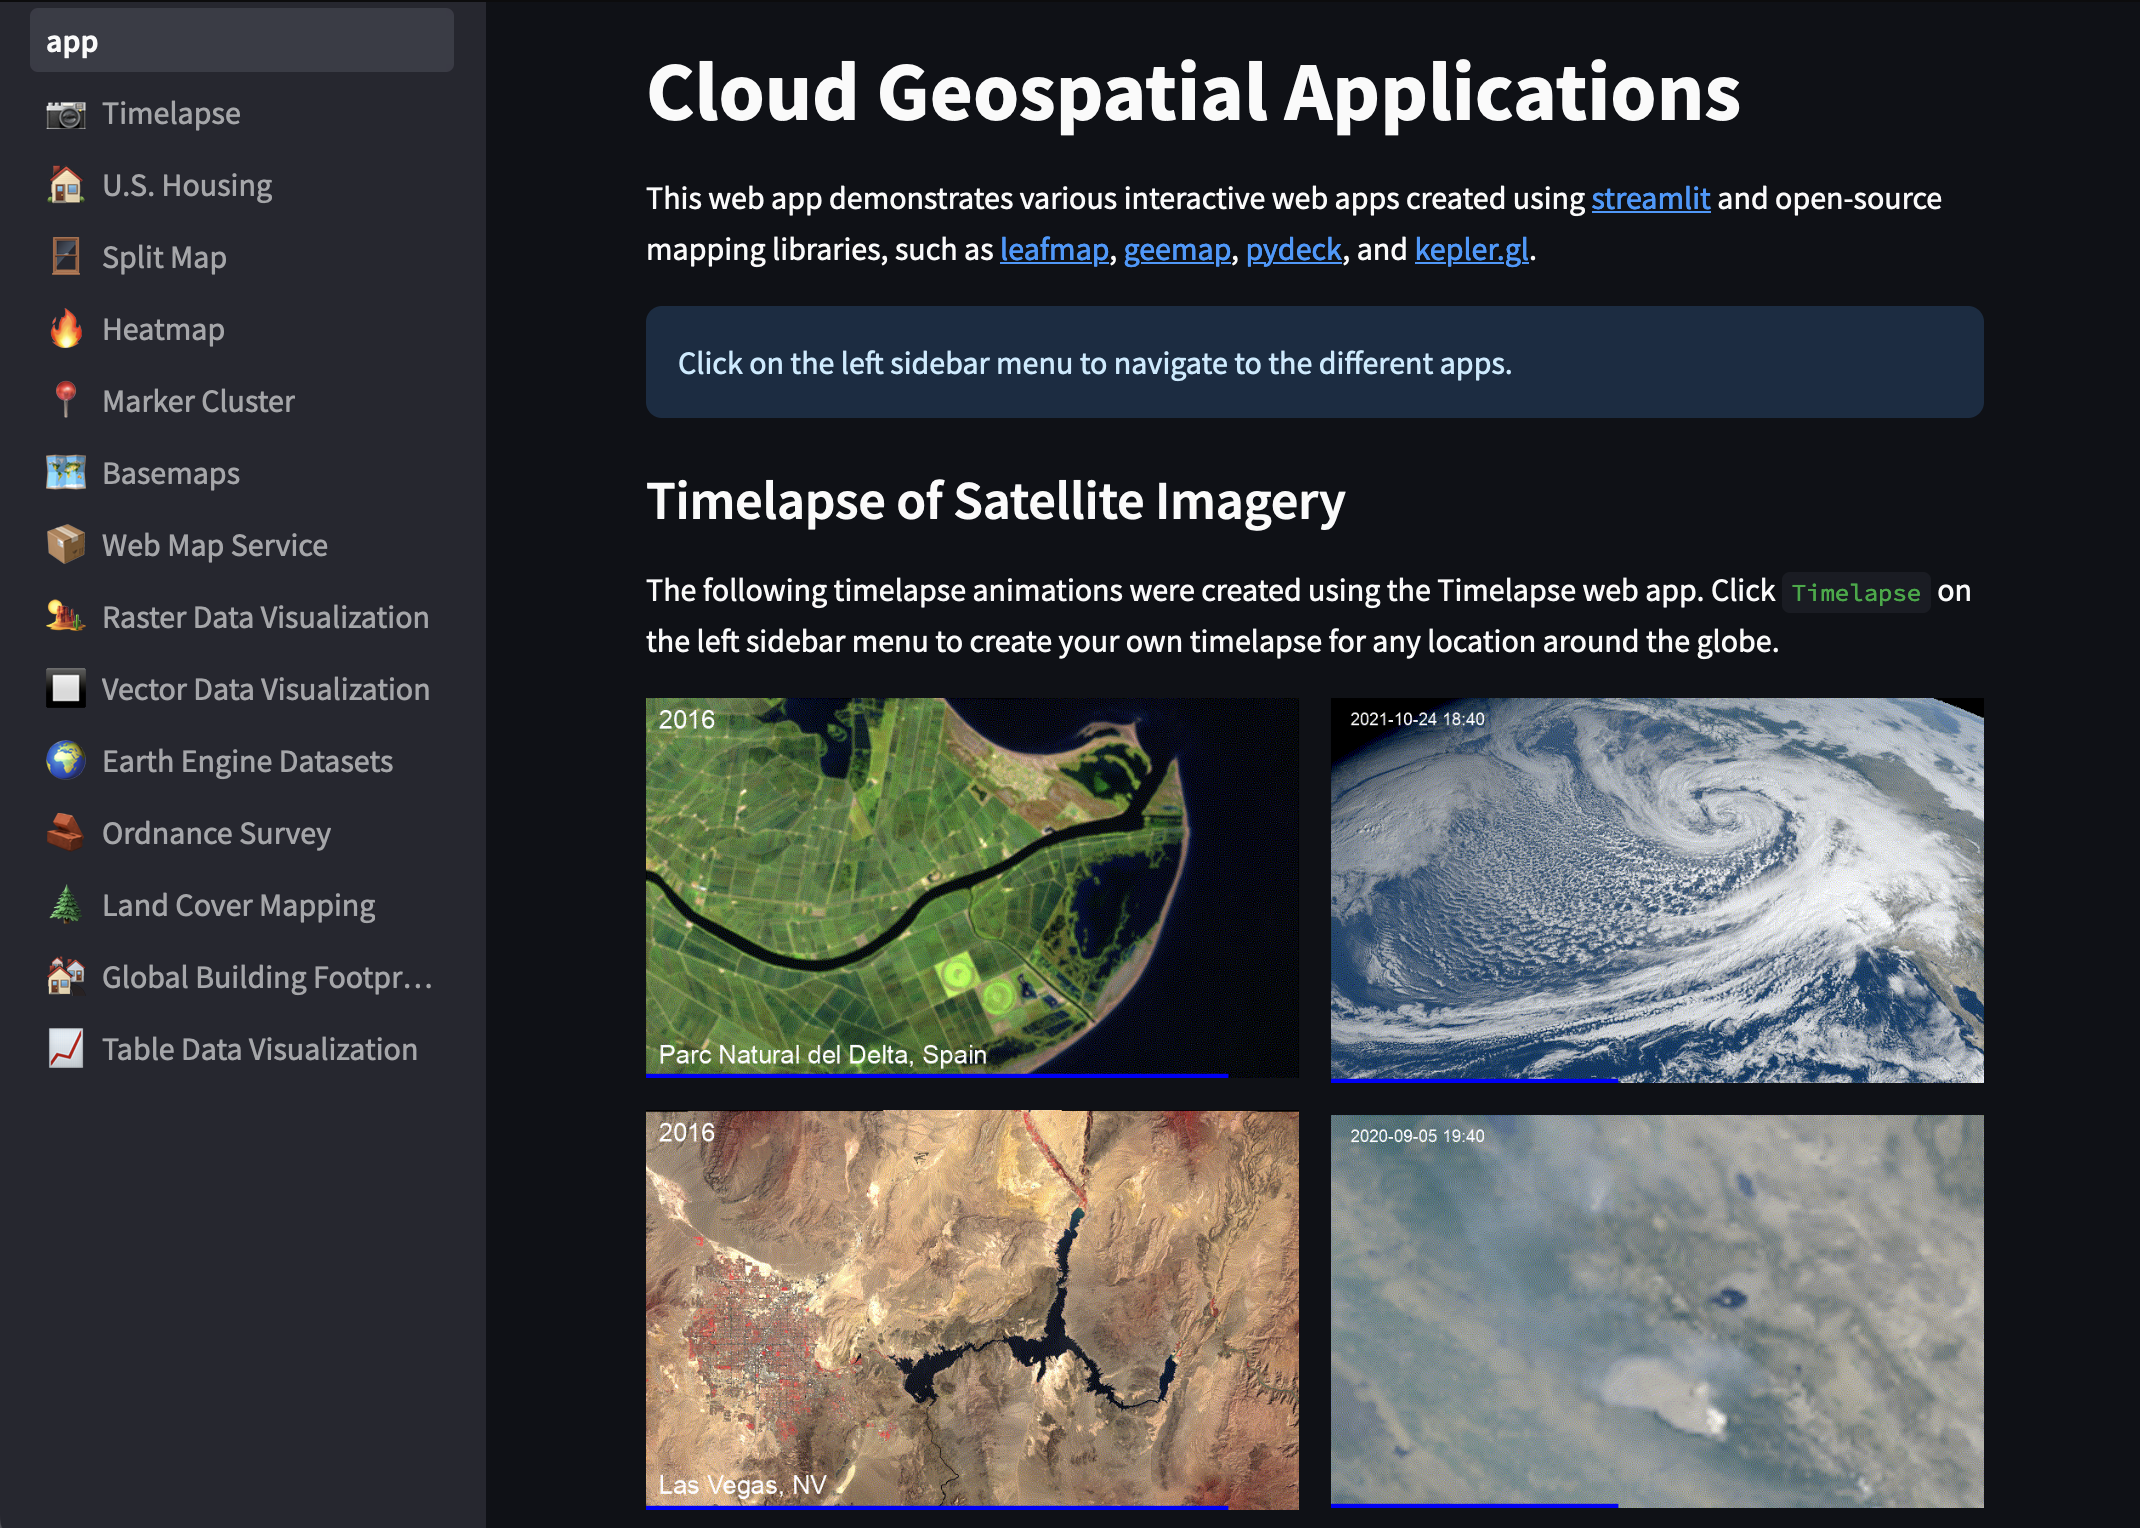 app
Timelapse
U.S. Housing
Split Map
Heatmap
Marker Cluster
Basemaps
Web Map Service
Raster Data Visualization
Vector Data Visualization
Earth Engine Datasets
Ordnance Survey
Land Cover Mapping
Global Building Footpr...
Table Data Visualization
Cloud Geospatial Applications
This web app demonstrates various interactive web apps created using streamlit and open-source
mapping libraries, such as leafmap, geemap, pydeck, and kepler.gl.
Click on the left sidebar menu to navigate to the different apps.
Timelapse of Satellite Imagery
The following timelapse animations were created using the Timelapse web app. Click Timelapse on
the left sidebar menu to create your own timelapse for any location around the globe.
2016
Parc Natural del Delta, Spain
2021-10-24 18:40
2016
Las Vegas, NV
2020-09-05 19:40